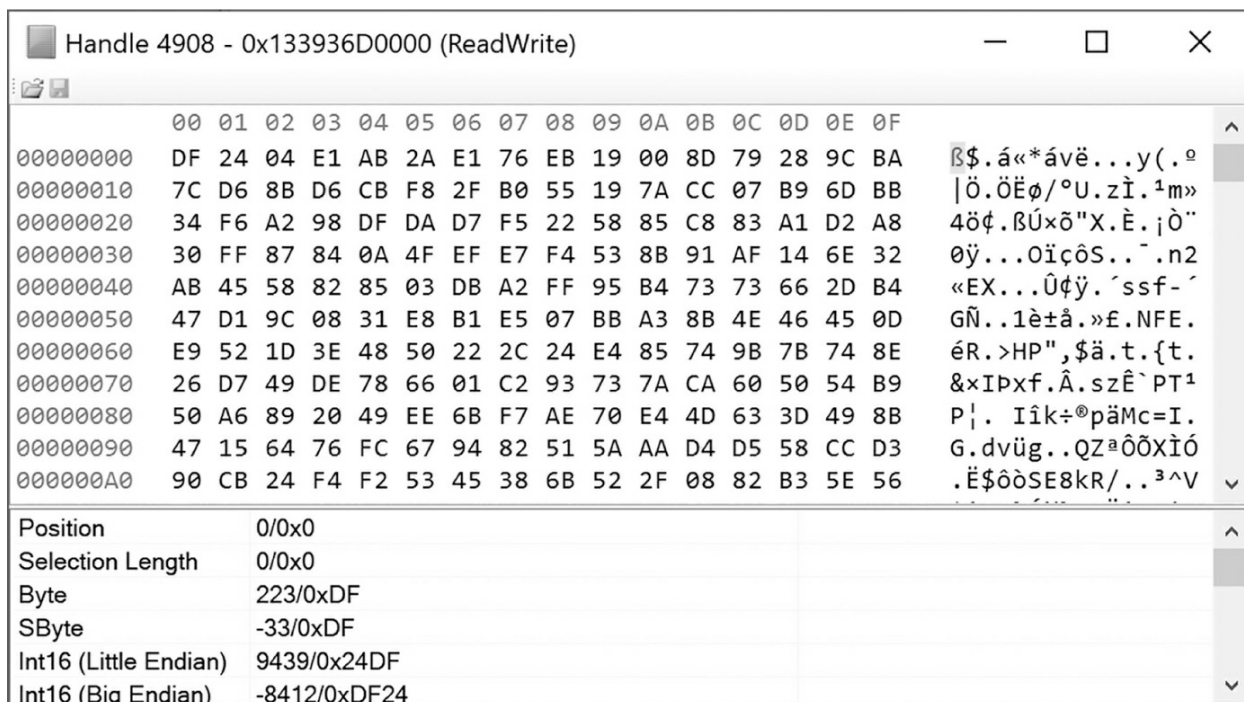 Handle 4908 - 0x133936D0000 (ReadWrite)
00 01 02 03 04 05 06 07 08 09 0A 0B 0C 0D 0E 0F
00000000 DF 24 04 E1 AB 2A E1 76 EB 19 00 8D 79 28 9C BA ß$.á«*ávë...y(.º
00000010 7C D6 8B D6 CB F8 2F B0 55 19 7A CC 07 B9 6D BB |Ö.ÖËø/°U.zÌ.¹m»
00000020 34 F6 A2 98 DF DA D7 F5 22 58 85 C8 83 A1 D2 A8 4ö¢.ßÚ×õ"X.È.¡Ò¨
00000030 30 FF 87 84 0A 4F EF E7 F4 53 8B 91 AF 14 6E 32 0ÿ...OïçôS..¯.n2
00000040 AB 45 58 82 85 03 DB A2 FF 95 B4 73 73 66 2D B4 «EX...Û¢ÿ.´ssf-´
00000050 47 D1 9C 08 31 E8 B1 E5 07 BB A3 8B 4E 46 45 0D GÑ..1è±å.»£.NFE.
00000060 E9 52 1D 3E 48 50 22 2C 24 E4 85 74 9B 7B 74 8E éR.>HP",$ä.t.{t.
00000070 26 D7 49 DE 78 66 01 C2 93 73 7A CA 60 50 54 B9 &×IÞxf.Â.szÊ`PT¹
00000080 50 A6 89 20 49 EE 6B F7 AE 70 E4 4D 63 3D 49 8B P¦. Iîk÷®päMc=I.
00000090 47 15 64 76 FC 67 94 82 51 5A AA D4 D5 58 CC D3 G.dvüg..QZªÔÕXÌÓ
000000A0 90 CB 24 F4 F2 53 45 38 6B 52 2F 08 82 B3 5E 56 .Ë$ôòSE8kR/..³^V
Position 0/0x0
Selection Length 0/0x0
Byte 223/0xDF
SByte -33/0xDF
Int16 (Little Endian) 9439/0x24DF
Int16 (Big Endian) -8412/0xDF24